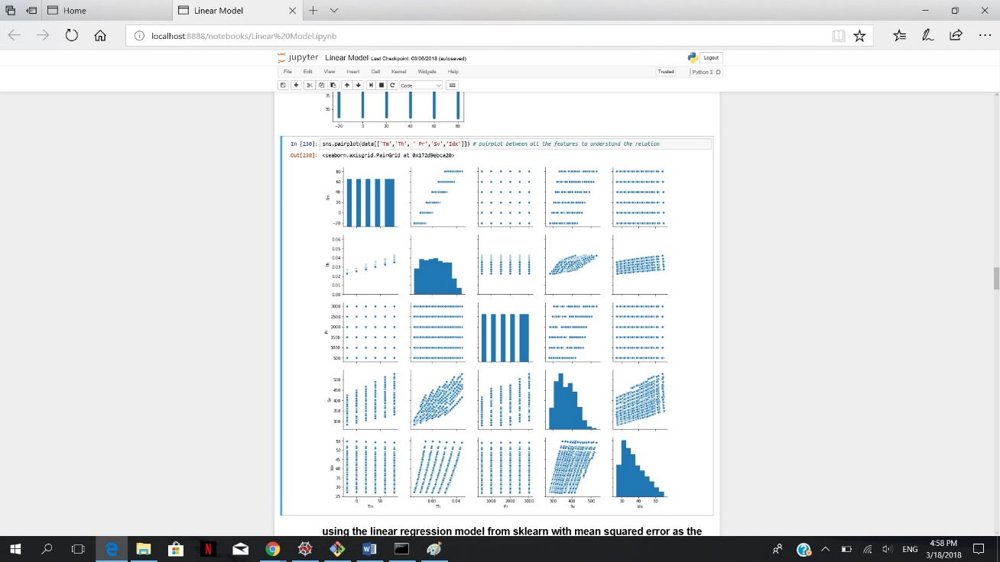 Home
Linear Model
localhost:8888/notebooks/Linear%20Model.ipynb
jupyter Linear Model Last Checkpoint: 03/06/2018 (autosaved)
Logout
File Edit View Insert Cell Kernel Widgets Help
Trusted
Python 3
Code
35
30
-20 0 20 40 60 80
In [230]: sns.pairplot(data[['Tm','Th', ' Pr','Sv','Idx']]) # pairplot between all the features to understand the relation
Out[230]: <seaborn.axisgrid.PairGrid at 0x172d9ebca20>
80
60
40
20
0
-20
Tm
0.06
0.05
0.04
0.03
0.02
0.01
0.00
Th
3000
2500
2000
1500
1000
500
Pr
500
450
400
350
300
Sv
55
50
45
40
35
30
25
Idx
0 50
Tm
0.03 0.04
Th
1000 2000 3000
Pr
300 400 500
Sv
30 40 50
Idx
using the linear regression model from sklearn with mean squared error as the
ENG
4:58 PM
3/18/2018